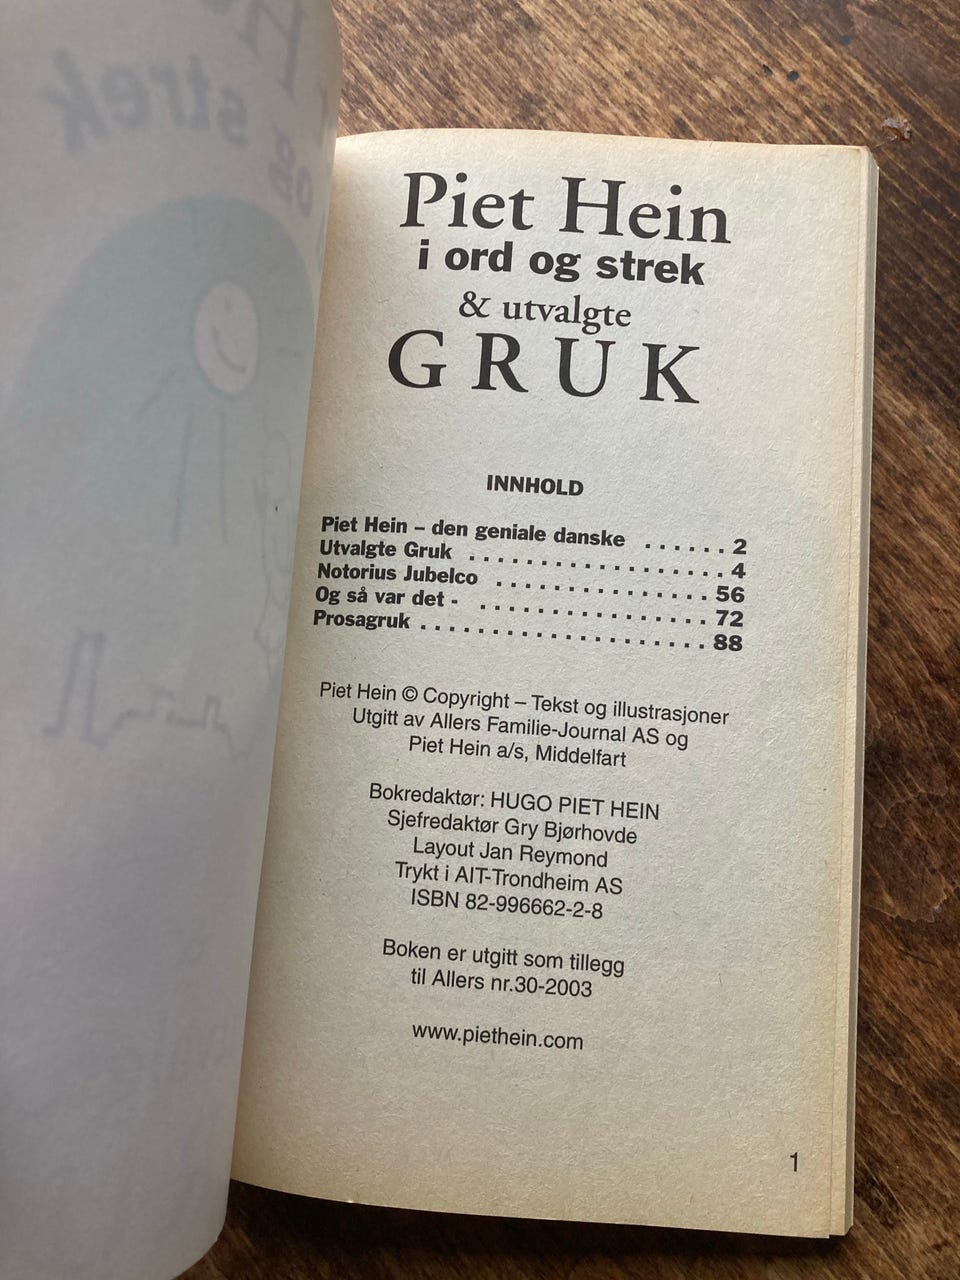 strek
og
Piet Hein
i ord og strek
& utvalgte
GRUK
INNHOLD
Piet Hein – den geniale danske ...... 2
Utvalgte Gruk .................. 4
Notorius Jubelco ............... 56
Og så var det - ................ 72
Prosagruk .................... 88
Piet Hein © Copyright – Tekst og illustrasjoner
Utgitt av Allers Familie-Journal AS og
Piet Hein a/s, Middelfart
Bokredaktør: HUGO PIET HEIN
Sjefredaktør Gry Bjørhovde
Layout Jan Reymond
Trykt i AIT-Trondheim AS
ISBN 82-996662-2-8
Boken er utgitt som tillegg
til Allers nr.30-2003
www.piethein.com
1